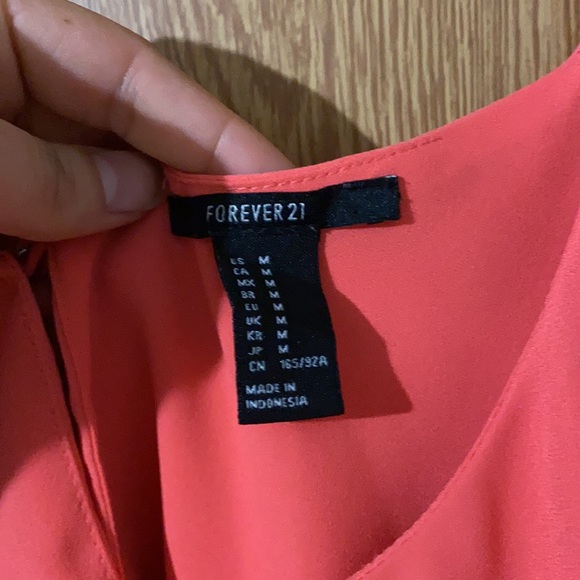 FOREVER 21
US M
CA M
MX M
BR M
EU M
UK M
KR M
JP M
CN 165/92A
MADE IN
INDONESIA